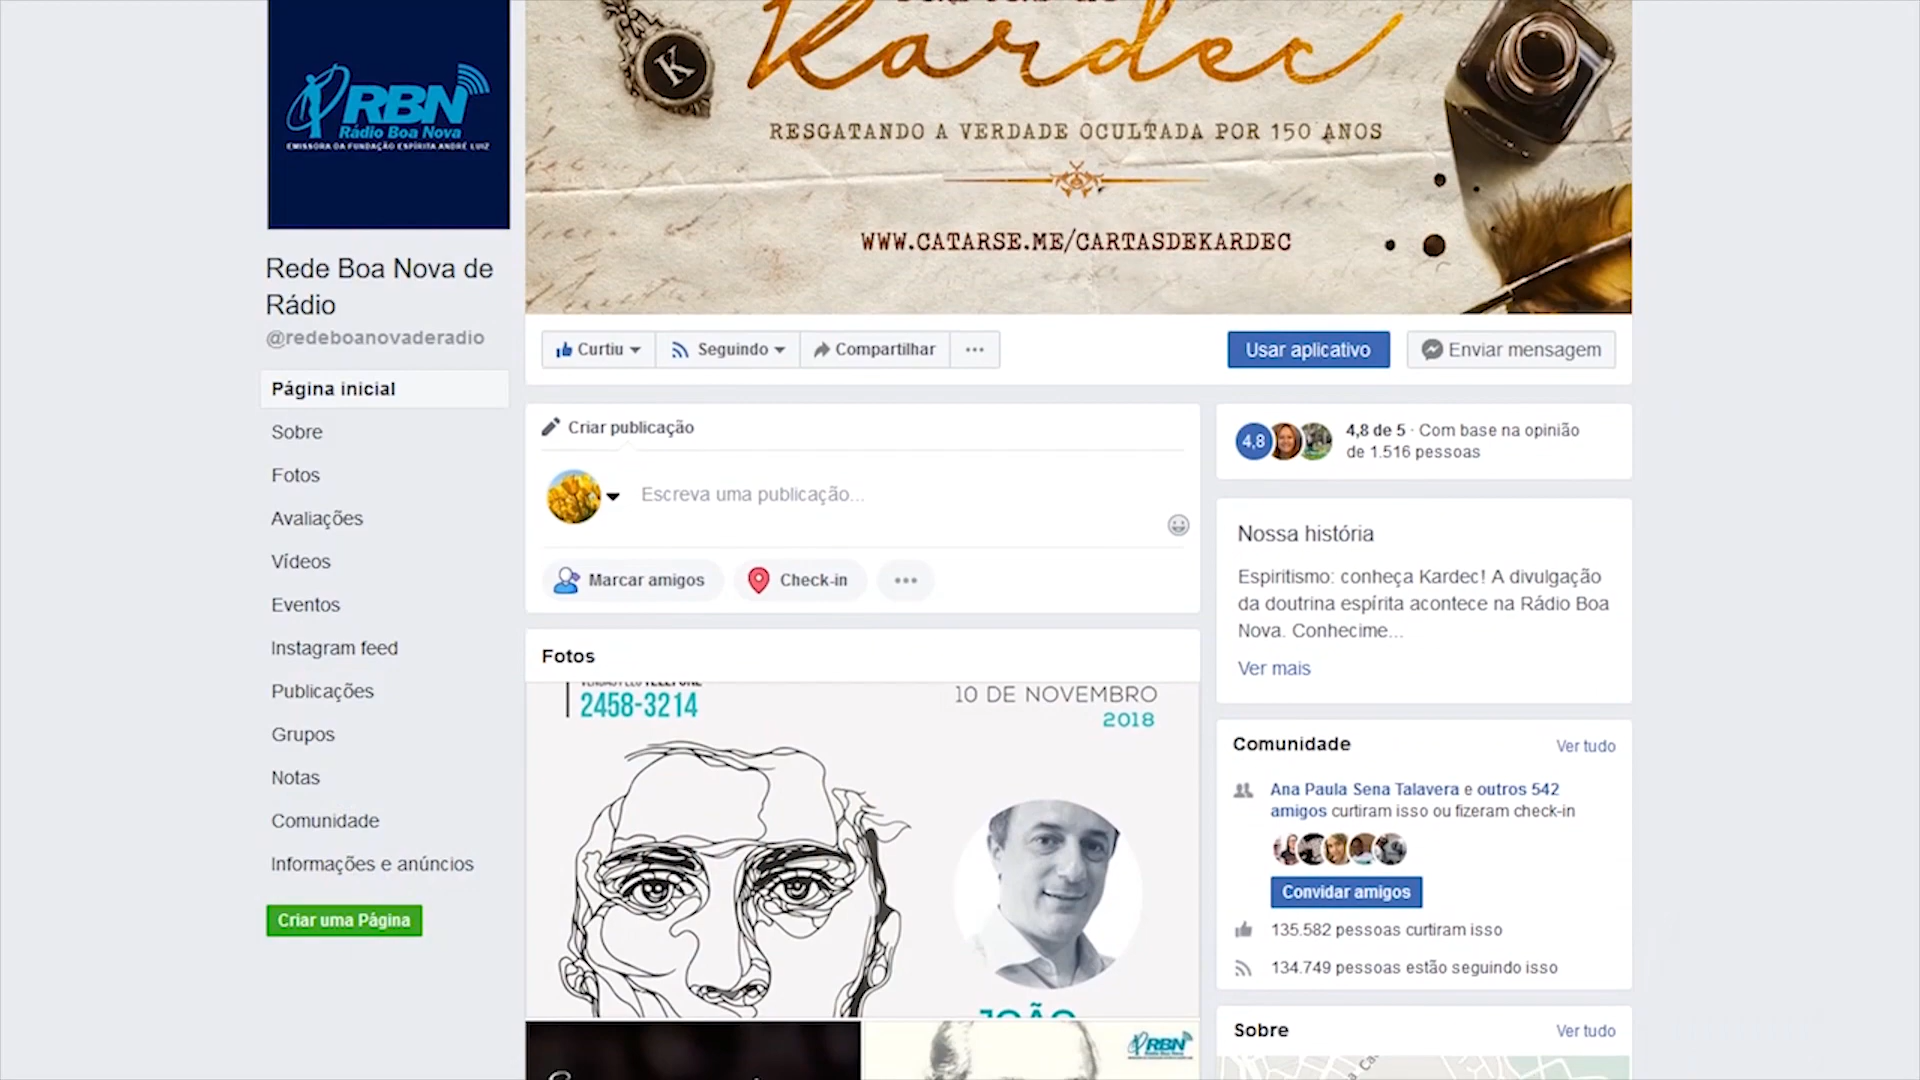 RBN
Rádio Boa Nova
EMISSORA DA FUNDAÇÃO ESPÍRITA ANDRÉ LUIZ
Rede Boa Nova de
Rádio
@redeboanovaderadio
Página inicial
Sobre
Fotos
Avaliações
Vídeos
Eventos
Instagram feed
Publicações
Grupos
Notas
Comunidade
Informações e anúncios
Criar uma Página
K
Kardec
RESGATANDO A VERDADE OCULTADA POR 150 ANOS
WWW.CATARSE.ME/CARTASDEKARDEC
Curtiu
Seguindo
Compartilhar
Usar aplicativo
Enviar mensagem
Criar publicação
Escreva uma publicação...
Marcar amigos
Check-in
Fotos
2458-3214
10 DE NOVEMBRO
2018
JOÃO
RBN
Rádio Boa Nova
4,8
4,8 de 5 · Com base na opinião
de 1.516 pessoas
Nossa história
Espiritismo: conheça Kardec! A divulgação
da doutrina espírita acontece na Rádio Boa
Nova. Conhecime...
Ver mais
Comunidade
Ver tudo
Ana Paula Sena Talavera e outros 542
amigos curtiram isso ou fizeram check-in
Convidar amigos
135.582 pessoas curtiram isso
134.749 pessoas estão seguindo isso
Sobre
Ver tudo